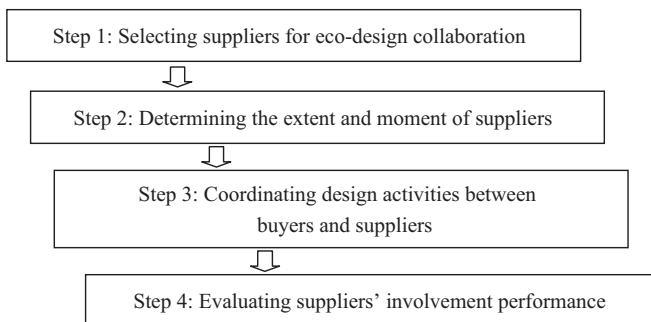 Step 1: Selecting suppliers for eco-design collaboration
Step 2: Determining the extent and moment of suppliers
Step 3: Coordinating design activities between
buyers and suppliers
Step 4: Evaluating suppliers’ involvement performance